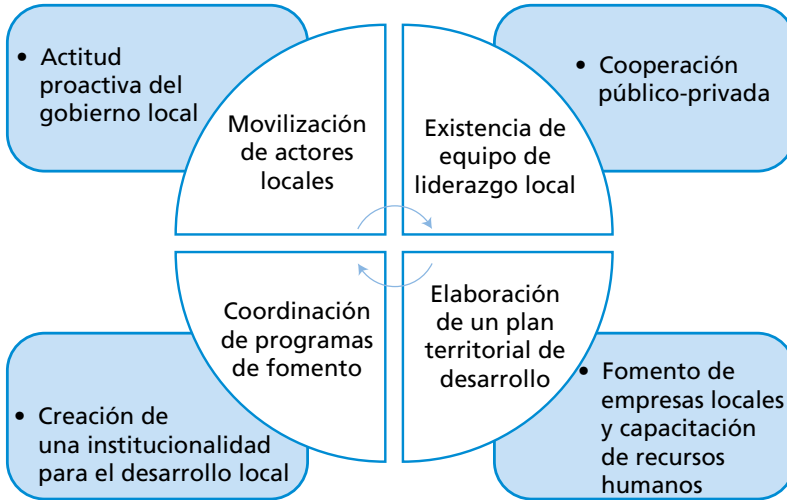 • Actitud
proactiva del
gobierno local
Movilización
de actores
locales
Existencia de
equipo de
liderazgo local
• Cooperación
público-privada
Coordinación
de programas
de fomento
Elaboración
de un plan
territorial de
desarrollo
• Creación de
una institucionalidad
para el desarrollo local
• Fomento de
empresas locales
y capacitación
de recursos
humanos